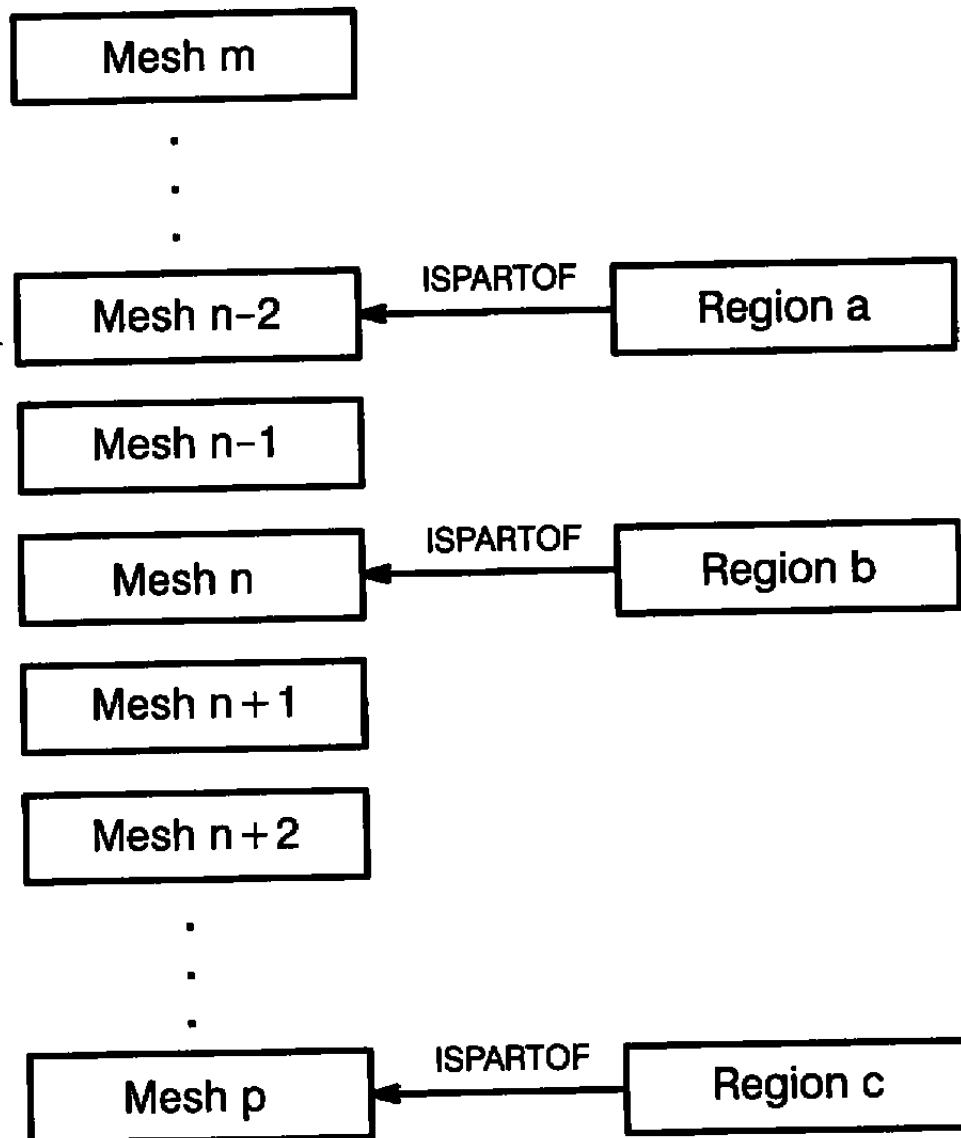 Mesh m
.
.
.
ISPARTOF
Mesh n-2
Region a
Mesh n-1
ISPARTOF
Mesh n
Region b
Mesh n+1
Mesh n+2
.
.
.
ISPARTOF
Mesh p
Region c